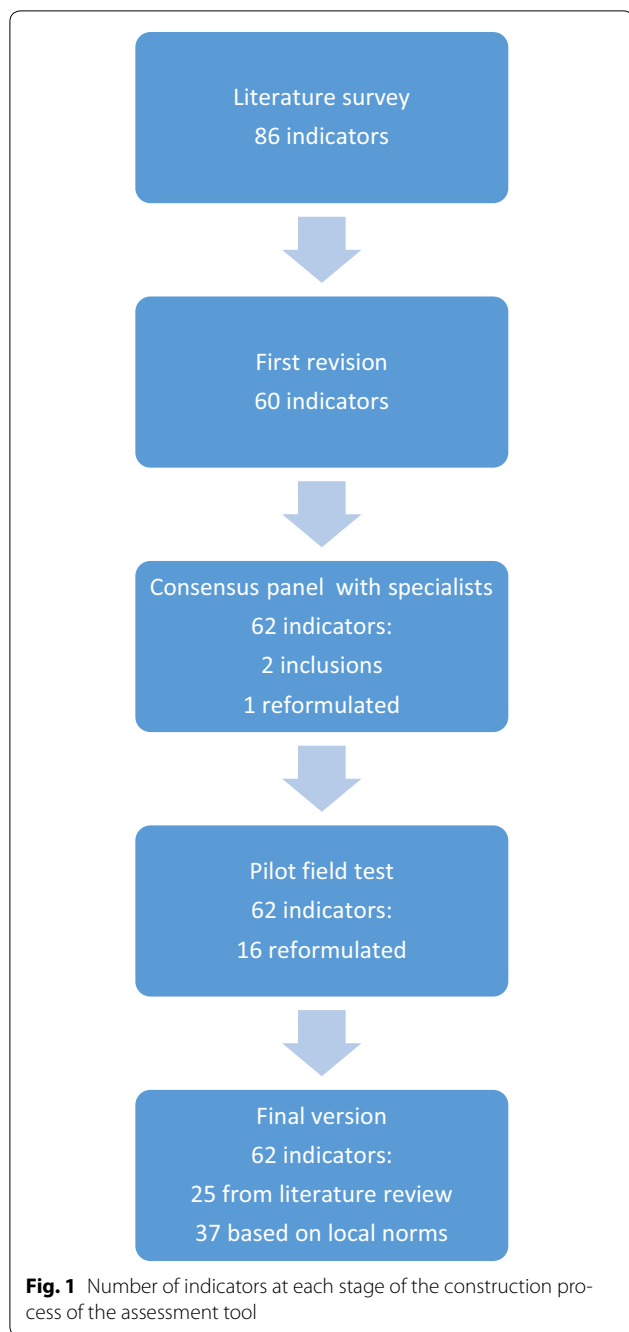 Literature survey
86 indicators
First revision
60 indicators
Consensus panel with specialists
62 indicators:
2 inclusions
1 reformulated
Pilot field test
62 indicators:
16 reformulated
Final version
62 indicators:
25 from literature review
37 based on local norms
Fig. 1 Number of indicators at each stage of the construction pro-
cess of the assessment tool